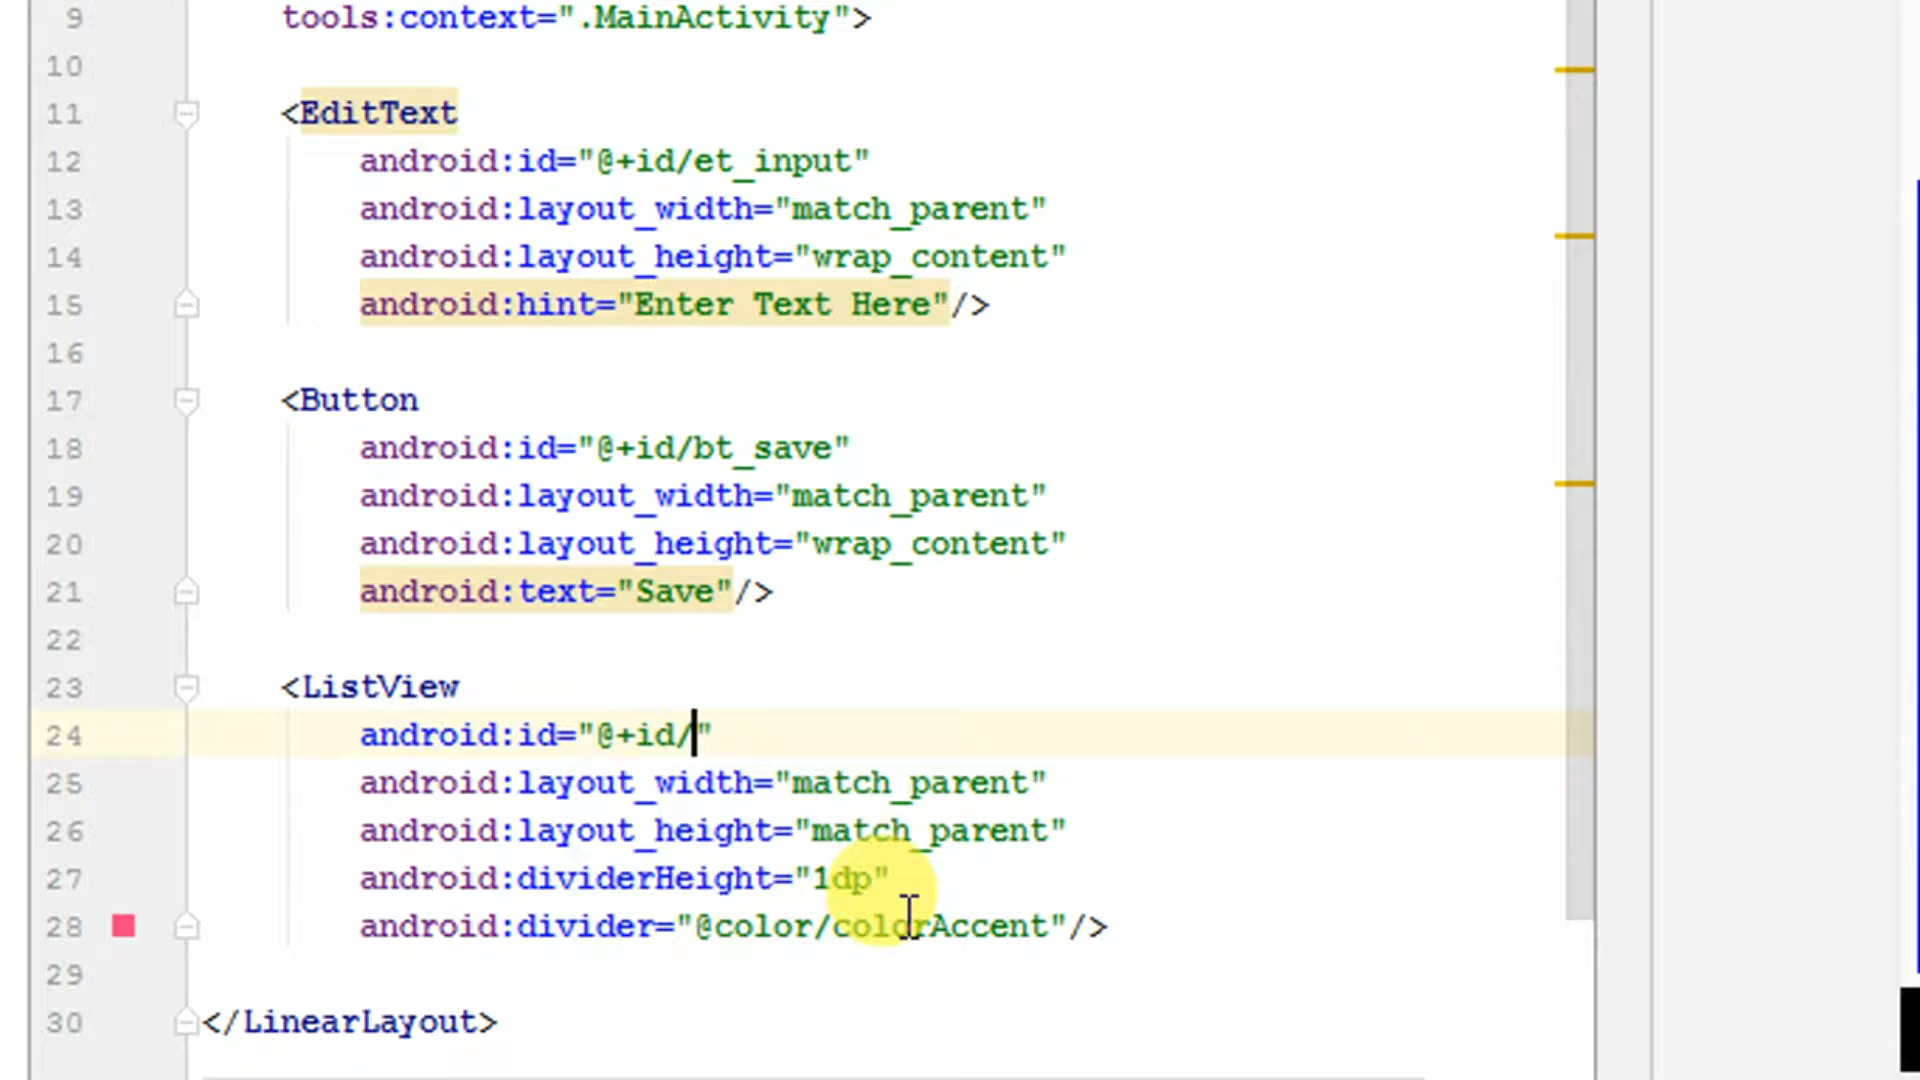 9 tools:context=".MainActivity">
10
11 <EditText
12 android:id="@+id/et_input"
13 android:layout_width="match_parent"
14 android:layout_height="wrap_content"
15 android:hint="Enter Text Here"/>
16
17 <Button
18 android:id="@+id/bt_save"
19 android:layout_width="match_parent"
20 android:layout_height="wrap_content"
21 android:text="Save"/>
22
23 <ListView
24 android:id="@+id/"
25 android:layout_width="match_parent"
26 android:layout_height="match_parent"
27 android:dividerHeight="1dp"
28 android:divider="@color/colorAccent"/>
29
30 </LinearLayout>